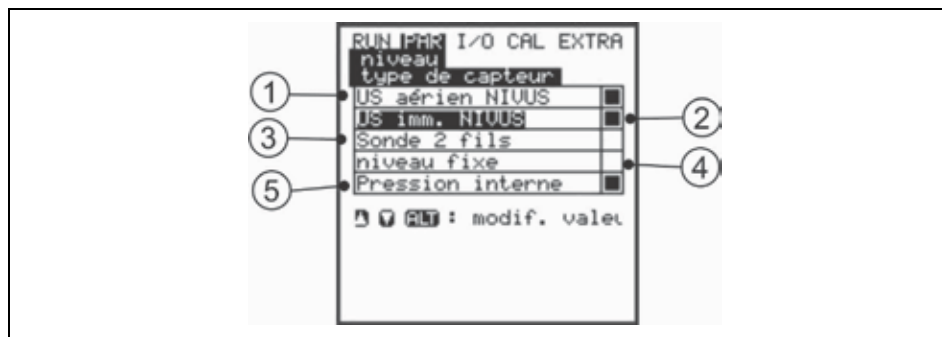 RUN PAR I/O CAL EXTRA
niveau
type de capteur
1 US aérien NIVUS
US imm. NIVUS 2
3 Sonde 2 fils
niveau fixe 4
5 Pression interne
ALT : modif. valeu